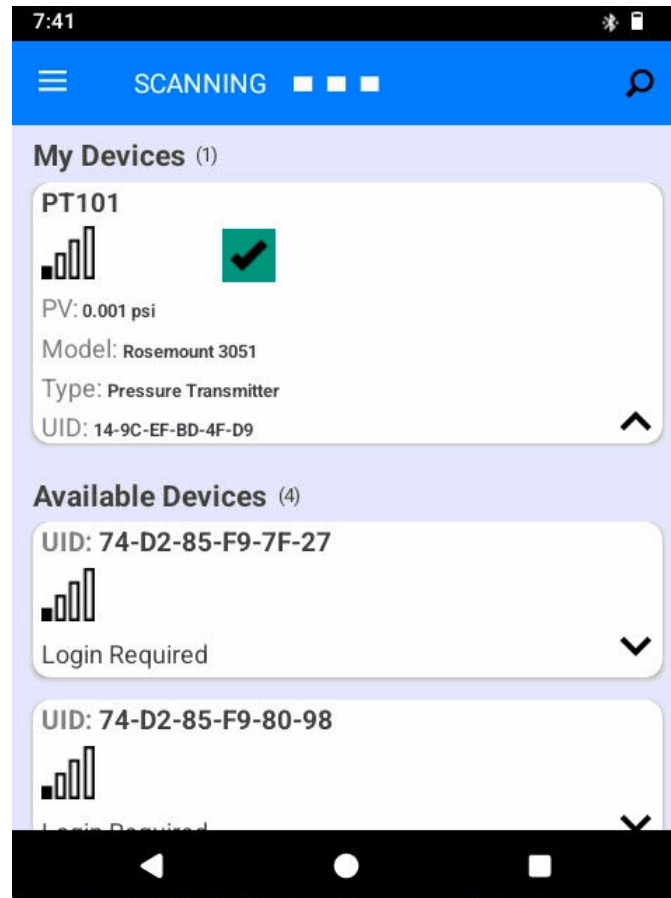 7:41
SCANNING
My Devices (1)
PT101
PV: 0.001 psi
Model: Rosemount 3051
Type: Pressure Transmitter
UID: 14-9C-EF-BD-4F-D9
Available Devices (4)
UID: 74-D2-85-F9-7F-27
Login Required
UID: 74-D2-85-F9-80-98
Login Required